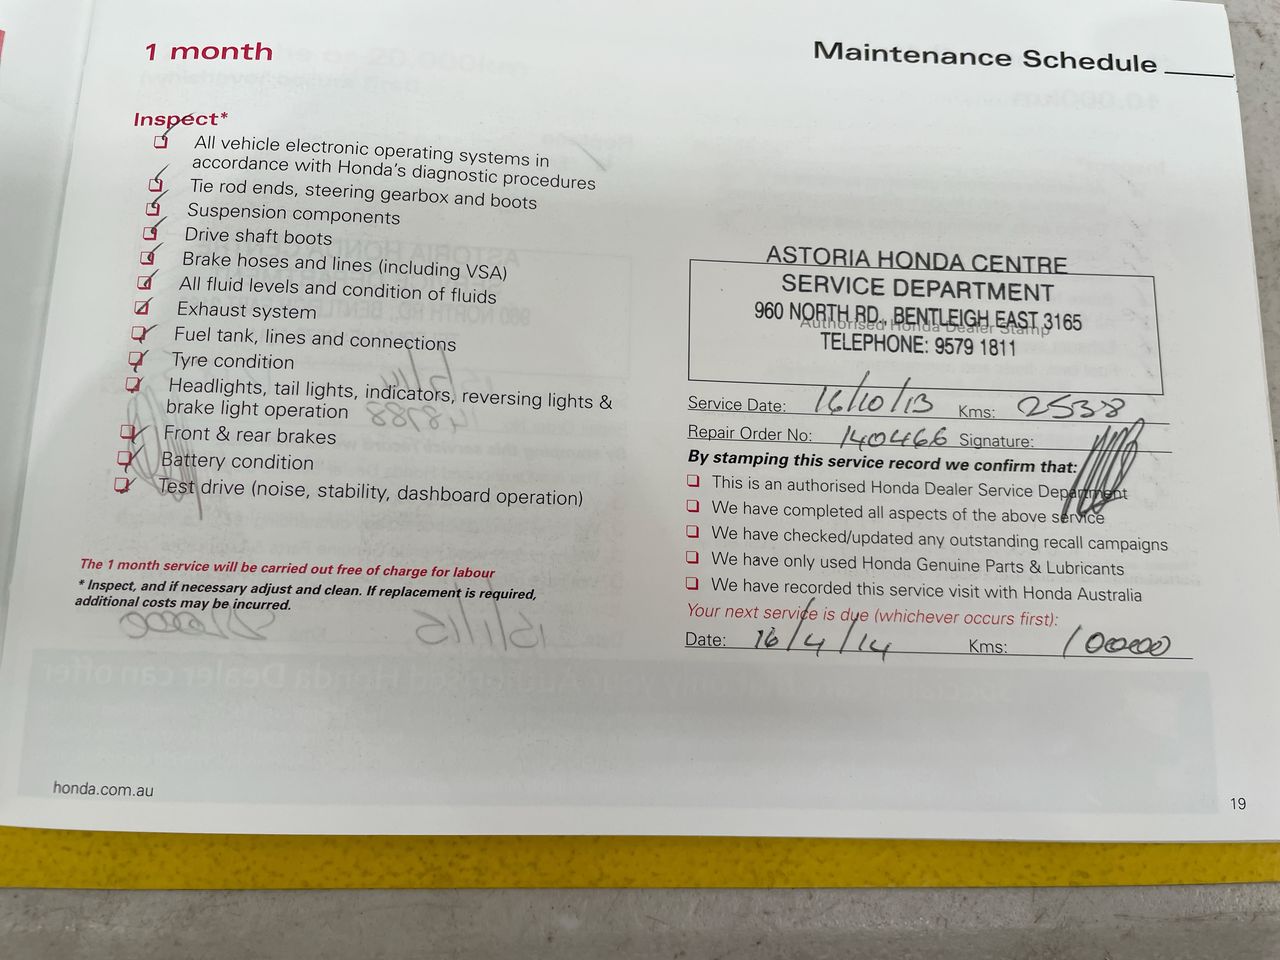 1 month
Maintenance Schedule
Inspect*
All vehicle electronic operating systems in
accordance with Honda's diagnostic procedures
Tie rod ends, steering gearbox and boots
Suspension components
Drive shaft boots
Brake hoses and lines (including VSA)
All fluid levels and condition of fluids
Exhaust system
Fuel tank, lines and connections
Tyre condition
Headlights, tail lights, indicators, reversing lights &
brake light operation
Front & rear brakes
Battery condition
Test drive (noise, stability, dashboard operation)
The 1 month service will be carried out free of charge for labour
* Inspect, and if necessary adjust and clean. If replacement is required,
additional costs may be incurred.
ASTORIA HONDA CENTRE
SERVICE DEPARTMENT
960 NORTH RD., BENTLEIGH EAST 3165
Authorised Honda Dealer Stamp
TELEPHONE: 9579 1811
Service Date: 16/10/13 Kms: 2538
Repair Order No: 140466 Signature:
By stamping this service record we confirm that:
This is an authorised Honda Dealer Service Department
We have completed all aspects of the above service
We have checked/updated any outstanding recall campaigns
We have only used Honda Genuine Parts & Lubricants
We have recorded this service visit with Honda Australia
Your next service is due (whichever occurs first):
Date: 16/4/14 Kms: 10000
honda.com.au
19